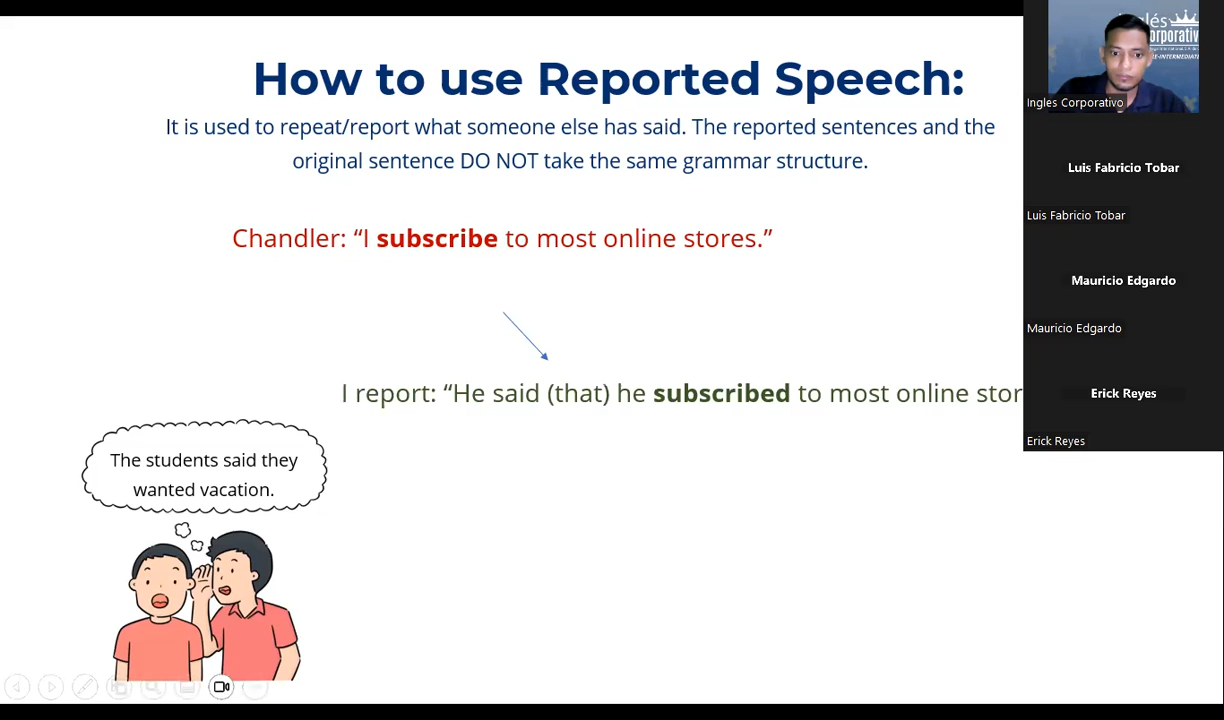 How to use Reported Speech:
It is used to repeat/report what someone else has said. The reported sentences and the
original sentence DO NOT take the same grammar structure.
Chandler: “I subscribe to most online stores.”
I report: “He said (that) he subscribed to most online stor
The students said they
wanted vacation.
Ingles Corporativo
Luis Fabricio Tobar
Luis Fabricio Tobar
Mauricio Edgardo
Mauricio Edgardo
Erick Reyes
Erick Reyes